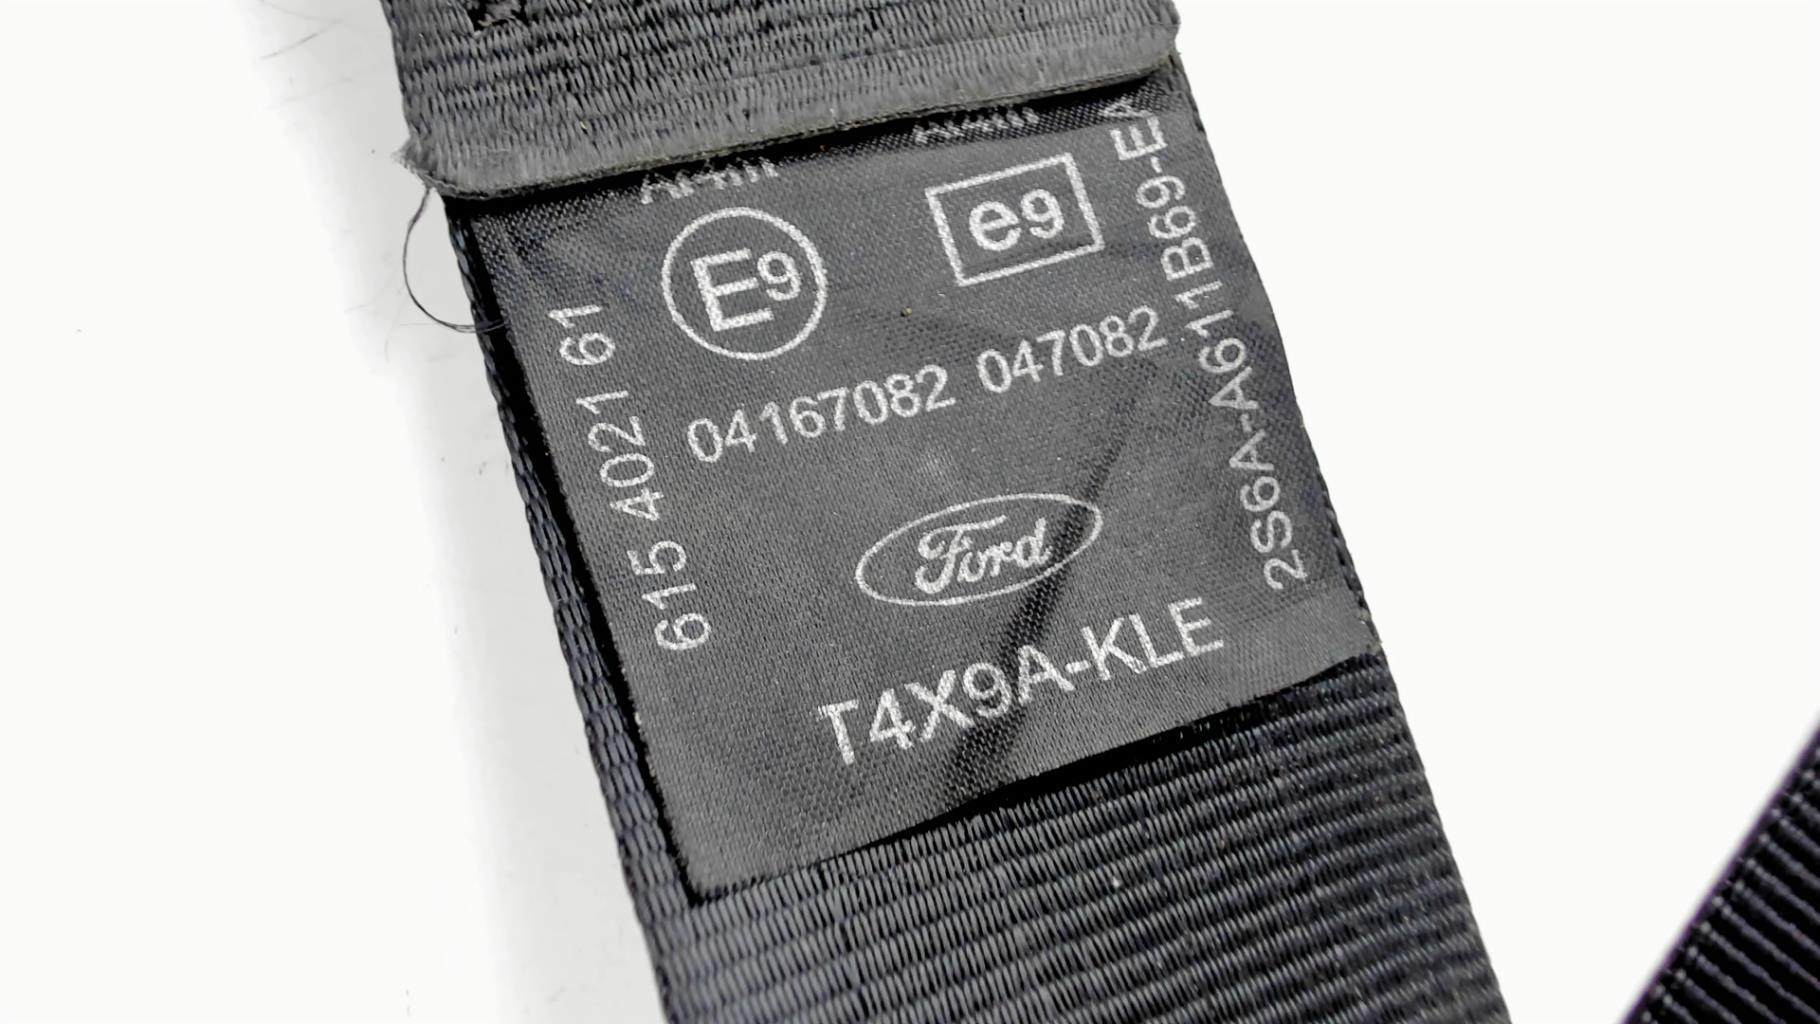 E9
e9
04167082 047082
Ford
T4X9A-KLE
615 4021 61
2S6A-A611B69-EA